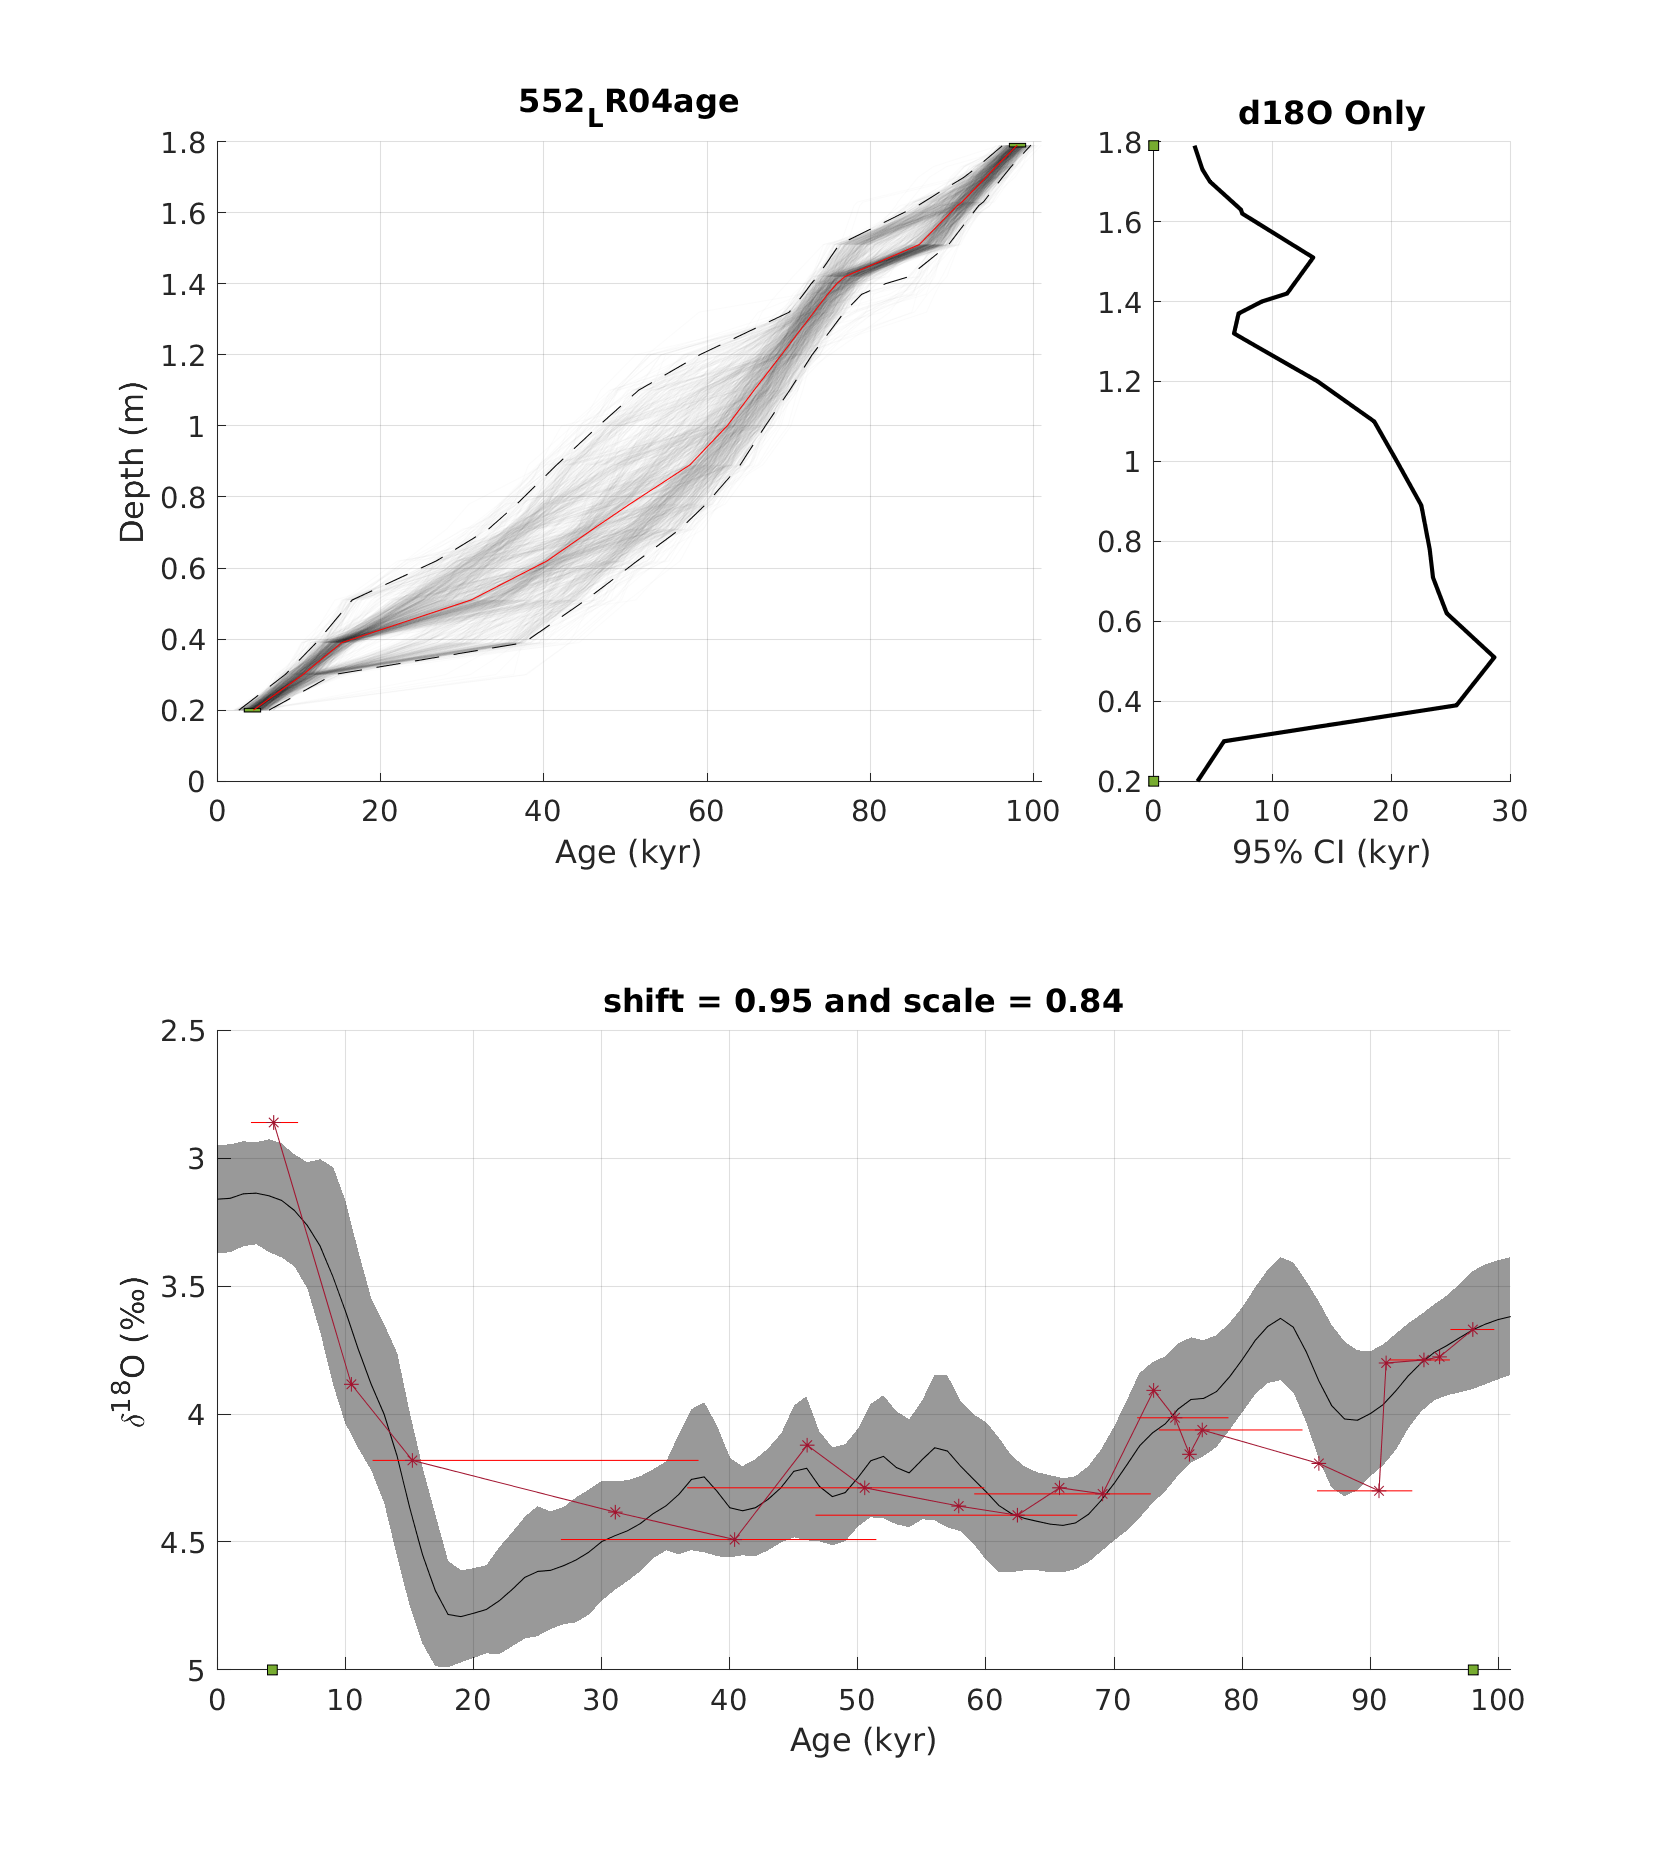 552LR04age
1.8
1.6
1.4
1.2
1
0.8
0.6
0.4
0.2
0
Depth (m)
0 20 40 60 80 100
Age (kyr)
d18O Only
1.8
1.6
1.4
1.2
1
0.8
0.6
0.4
0.2
0 10 20 30
95% CI (kyr)
shift = 0.95 and scale = 0.84
2.5
3
3.5
4
4.5
5
δ18O (‰)
0 10 20 30 40 50 60 70 80 90 100
Age (kyr)